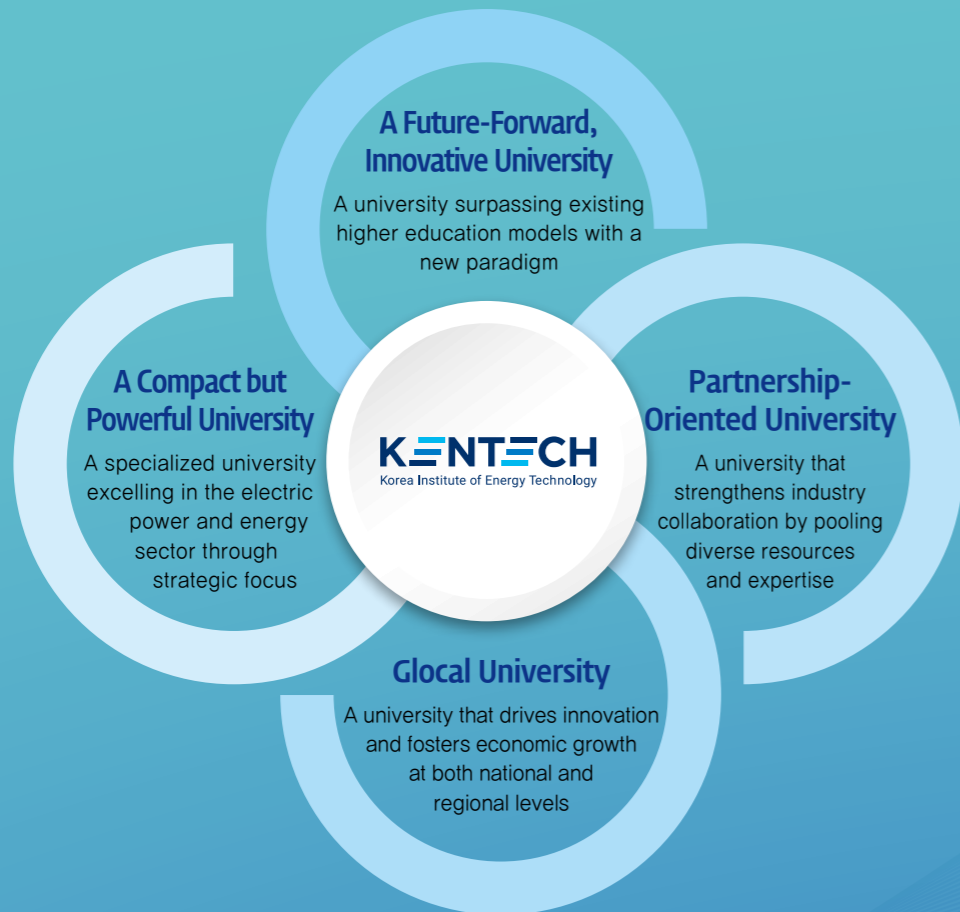 A Future-Forward,
Innovative University
A university surpassing existing
higher education models with a
new paradigm
A Compact but
Powerful University
A specialized university
excelling in the electric
power and energy
sector through
strategic focus
KENTECH
Korea Institute of Energy Technology
Partnership-
Oriented University
A university that
strengthens industry
collaboration by pooling
diverse resources
and expertise
Glocal University
A university that drives innovation
and fosters economic growth
at both national and
regional levels